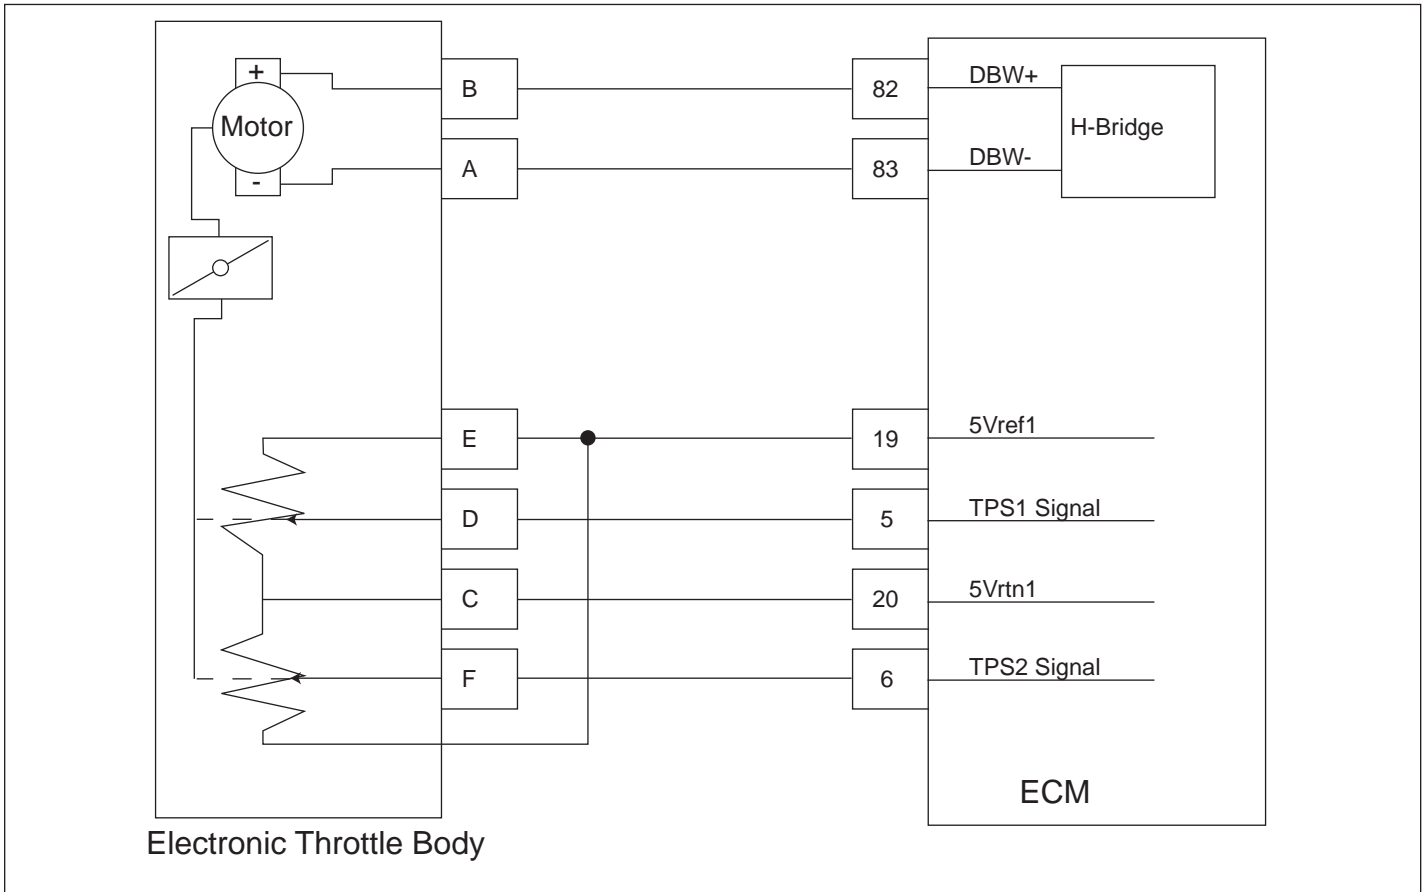 +
Motor
-
B
82
DBW+
H-Bridge
A
83
DBW-
E
19
5Vref1
D
5
TPS1 Signal
C
20
5Vrtn1
F
6
TPS2 Signal
ECM
Electronic Throttle Body